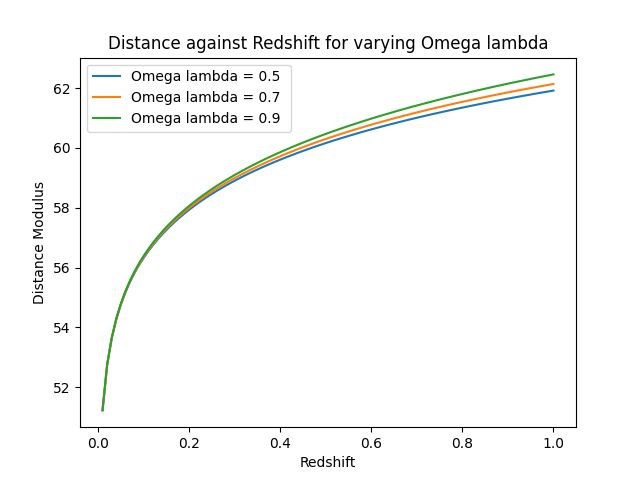 Distance against Redshift for varying Omega lambda
Omega lambda = 0.5
Omega lambda = 0.7
Omega lambda = 0.9
62
60
58
56
54
52
Distance Modulus
0.0 0.2 0.4 0.6 0.8 1.0
Redshift